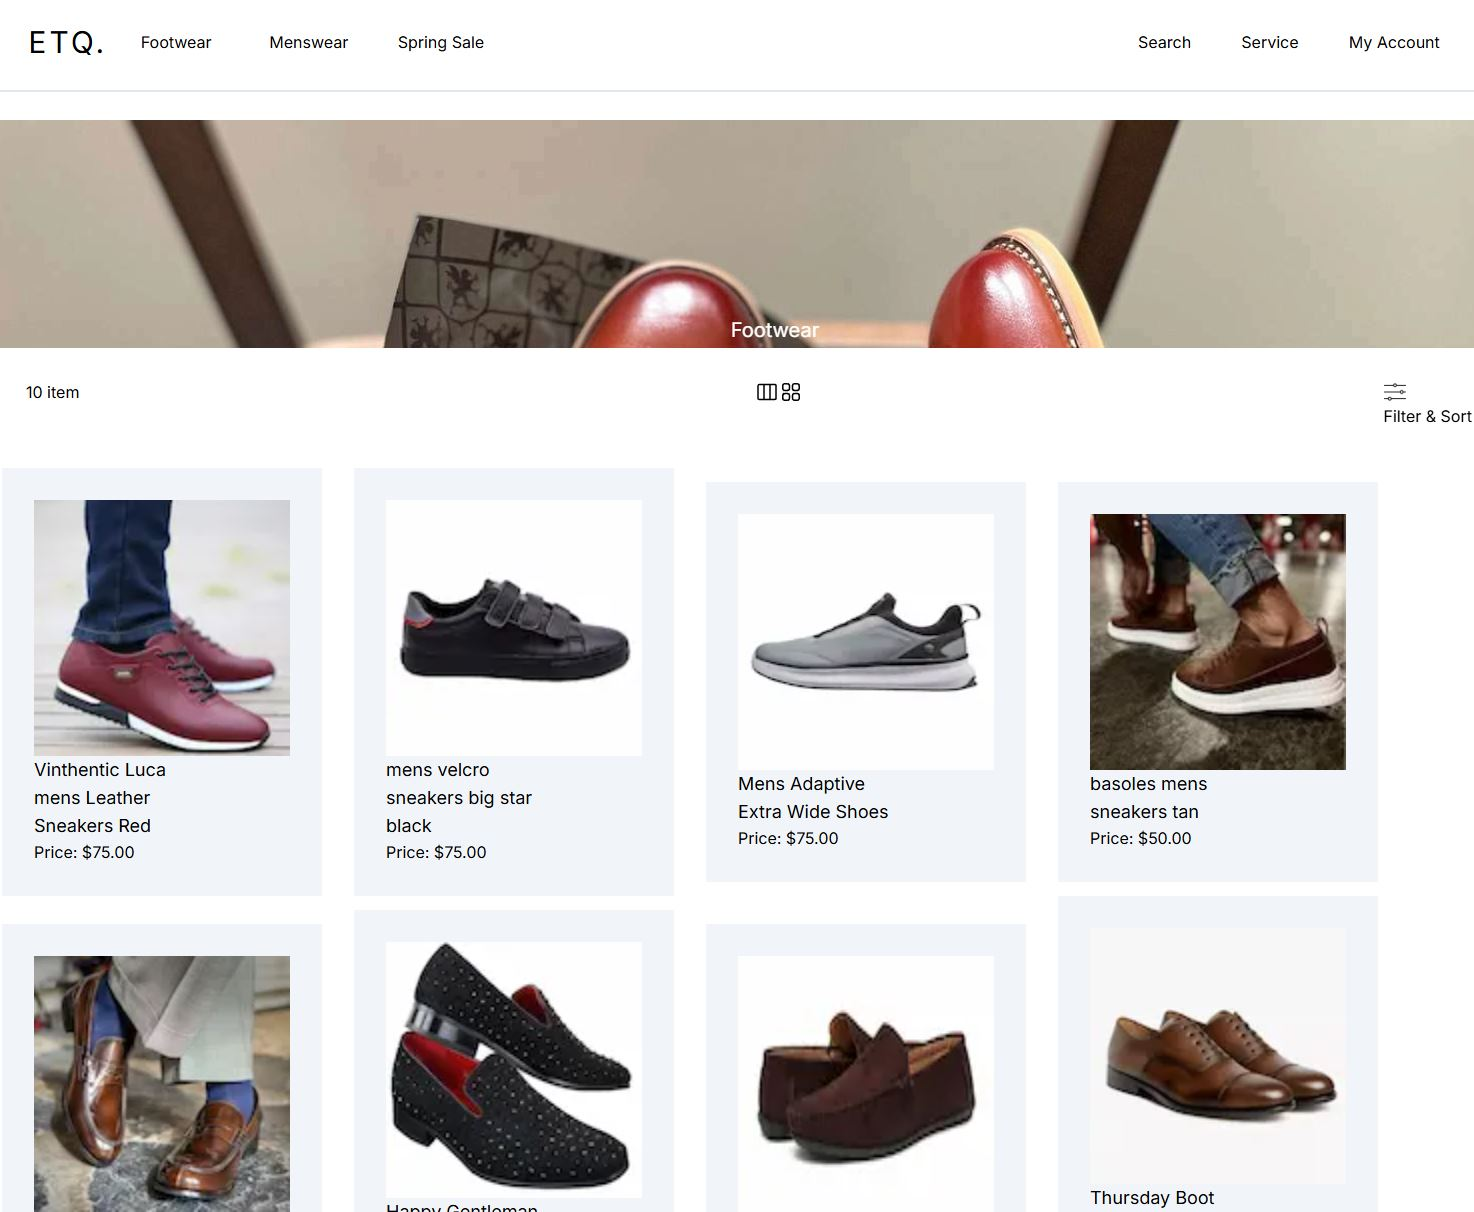 ETQ. Footwear Menswear Spring Sale Search Service My Account
Footwear
10 item
Filter & Sort
Vinthentic Luca
mens Leather
Sneakers Red
Price: $75.00
mens velcro
sneakers big star
black
Price: $75.00
Mens Adaptive
Extra Wide Shoes
Price: $75.00
basoles mens
sneakers tan
Price: $50.00
Happy Gentleman
Thursday Boot